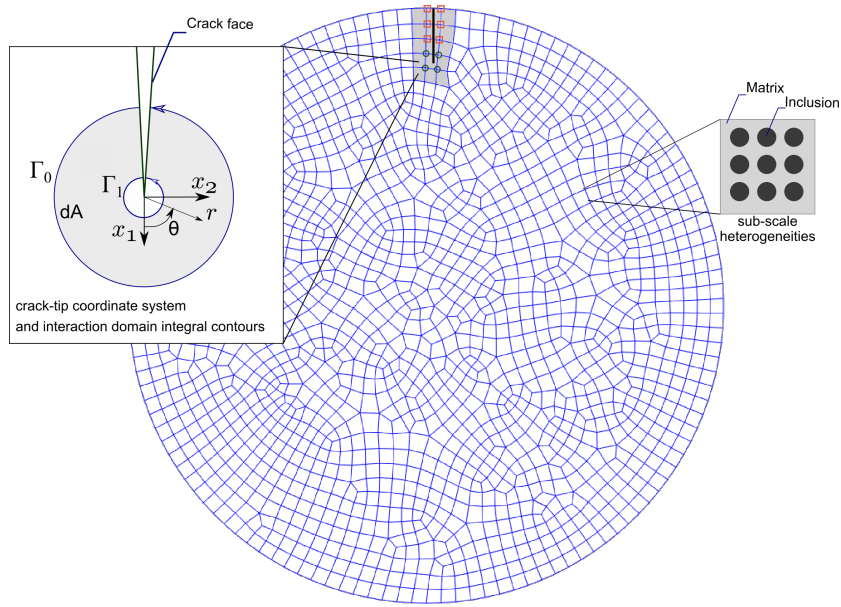 Crack face
Γ₀
Γ₁
x₂
dA
r
x₁
θ
crack-tip coordinate system
and interaction domain integral contours
Matrix
Inclusion
sub-scale
heterogeneities